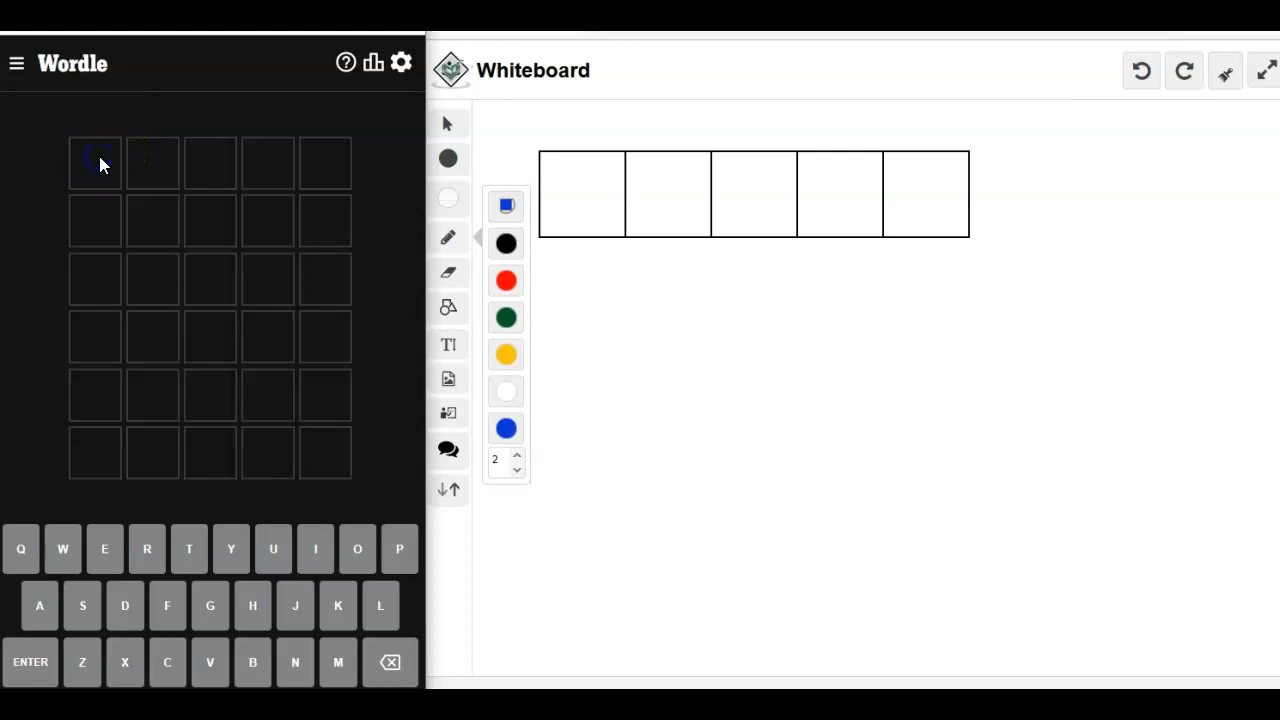 Wordle
Whiteboard
2
Q W E R T Y U I O P
A S D F G H J K L
ENTER Z X C V B N M